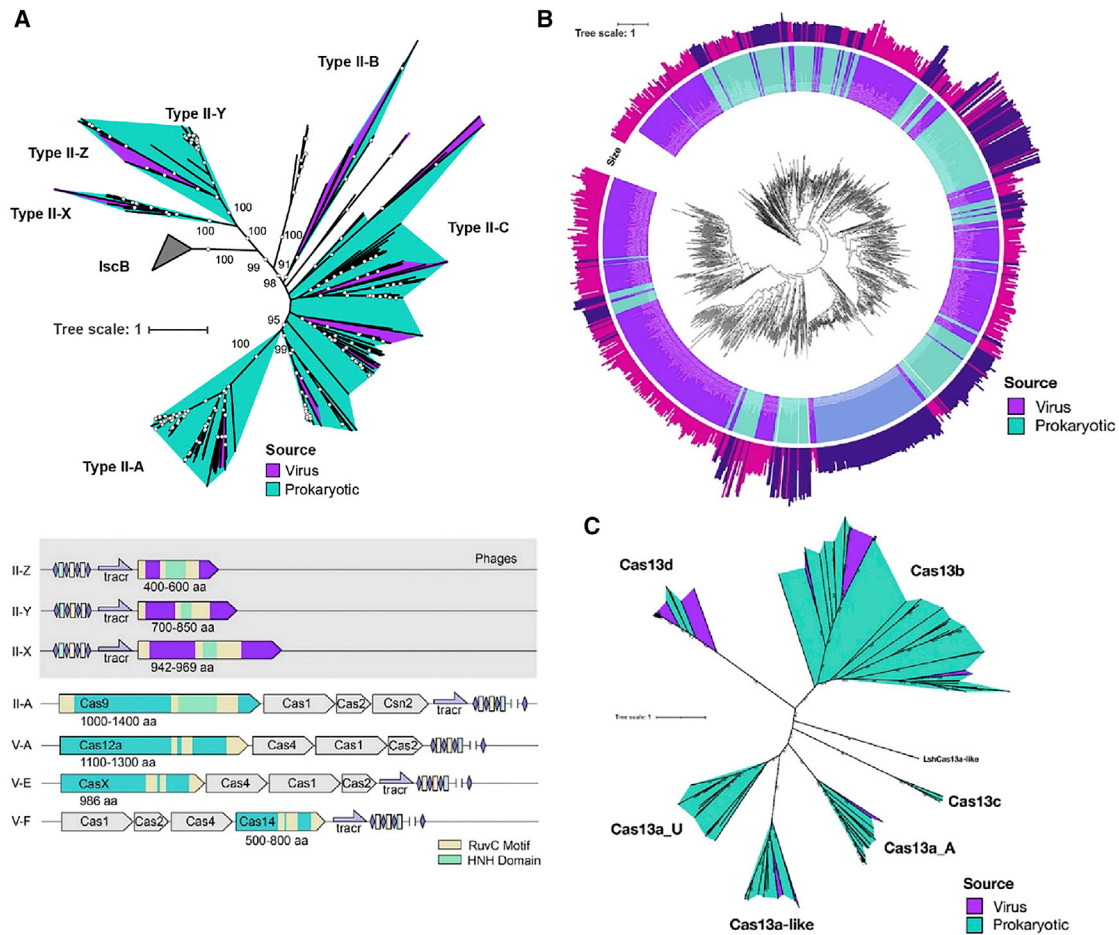 A
Type II-B
Type II-Y
Type II-Z
Type II-X
100
100
100
100
100
99
91
98
IscB
Type II-C
Tree scale: 1
95
99
100
Type II-A
Source
Virus
Prokaryotic
B
Tree scale: 1
Size
Source
Virus
Prokaryotic
Phages
II-Z
tracr
400-600 aa
II-Y
tracr
700-850 aa
II-X
tracr
942-969 aa
II-A
Cas9
Cas1
Cas2
Csn2
tracr
1000-1400 aa
V-A
Cas12a
Cas4
Cas1
Cas2
1100-1300 aa
V-E
CasX
Cas4
Cas1
Cas2
tracr
986 aa
V-F
Cas1
Cas2
Cas4
Cas14
tracr
500-800 aa
RuvC Motif
HNH Domain
C
Cas13d
Cas13b
Tree scale: 1
LshCas13a-like
Cas13c
Cas13a_U
Cas13a_A
Cas13a-like
Source
Virus
Prokaryotic